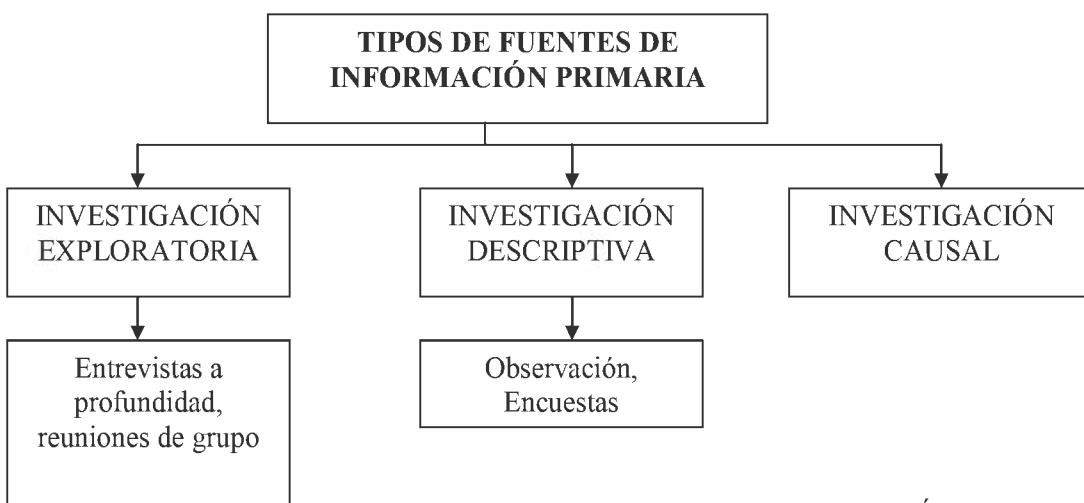 TIPOS DE FUENTES DE
INFORMACIÓN PRIMARIA
INVESTIGACIÓN
EXPLORATORIA
INVESTIGACIÓN
DESCRIPTIVA
INVESTIGACIÓN
CAUSAL
Entrevistas a
profundidad,
reuniones de grupo
Observación,
Encuestas